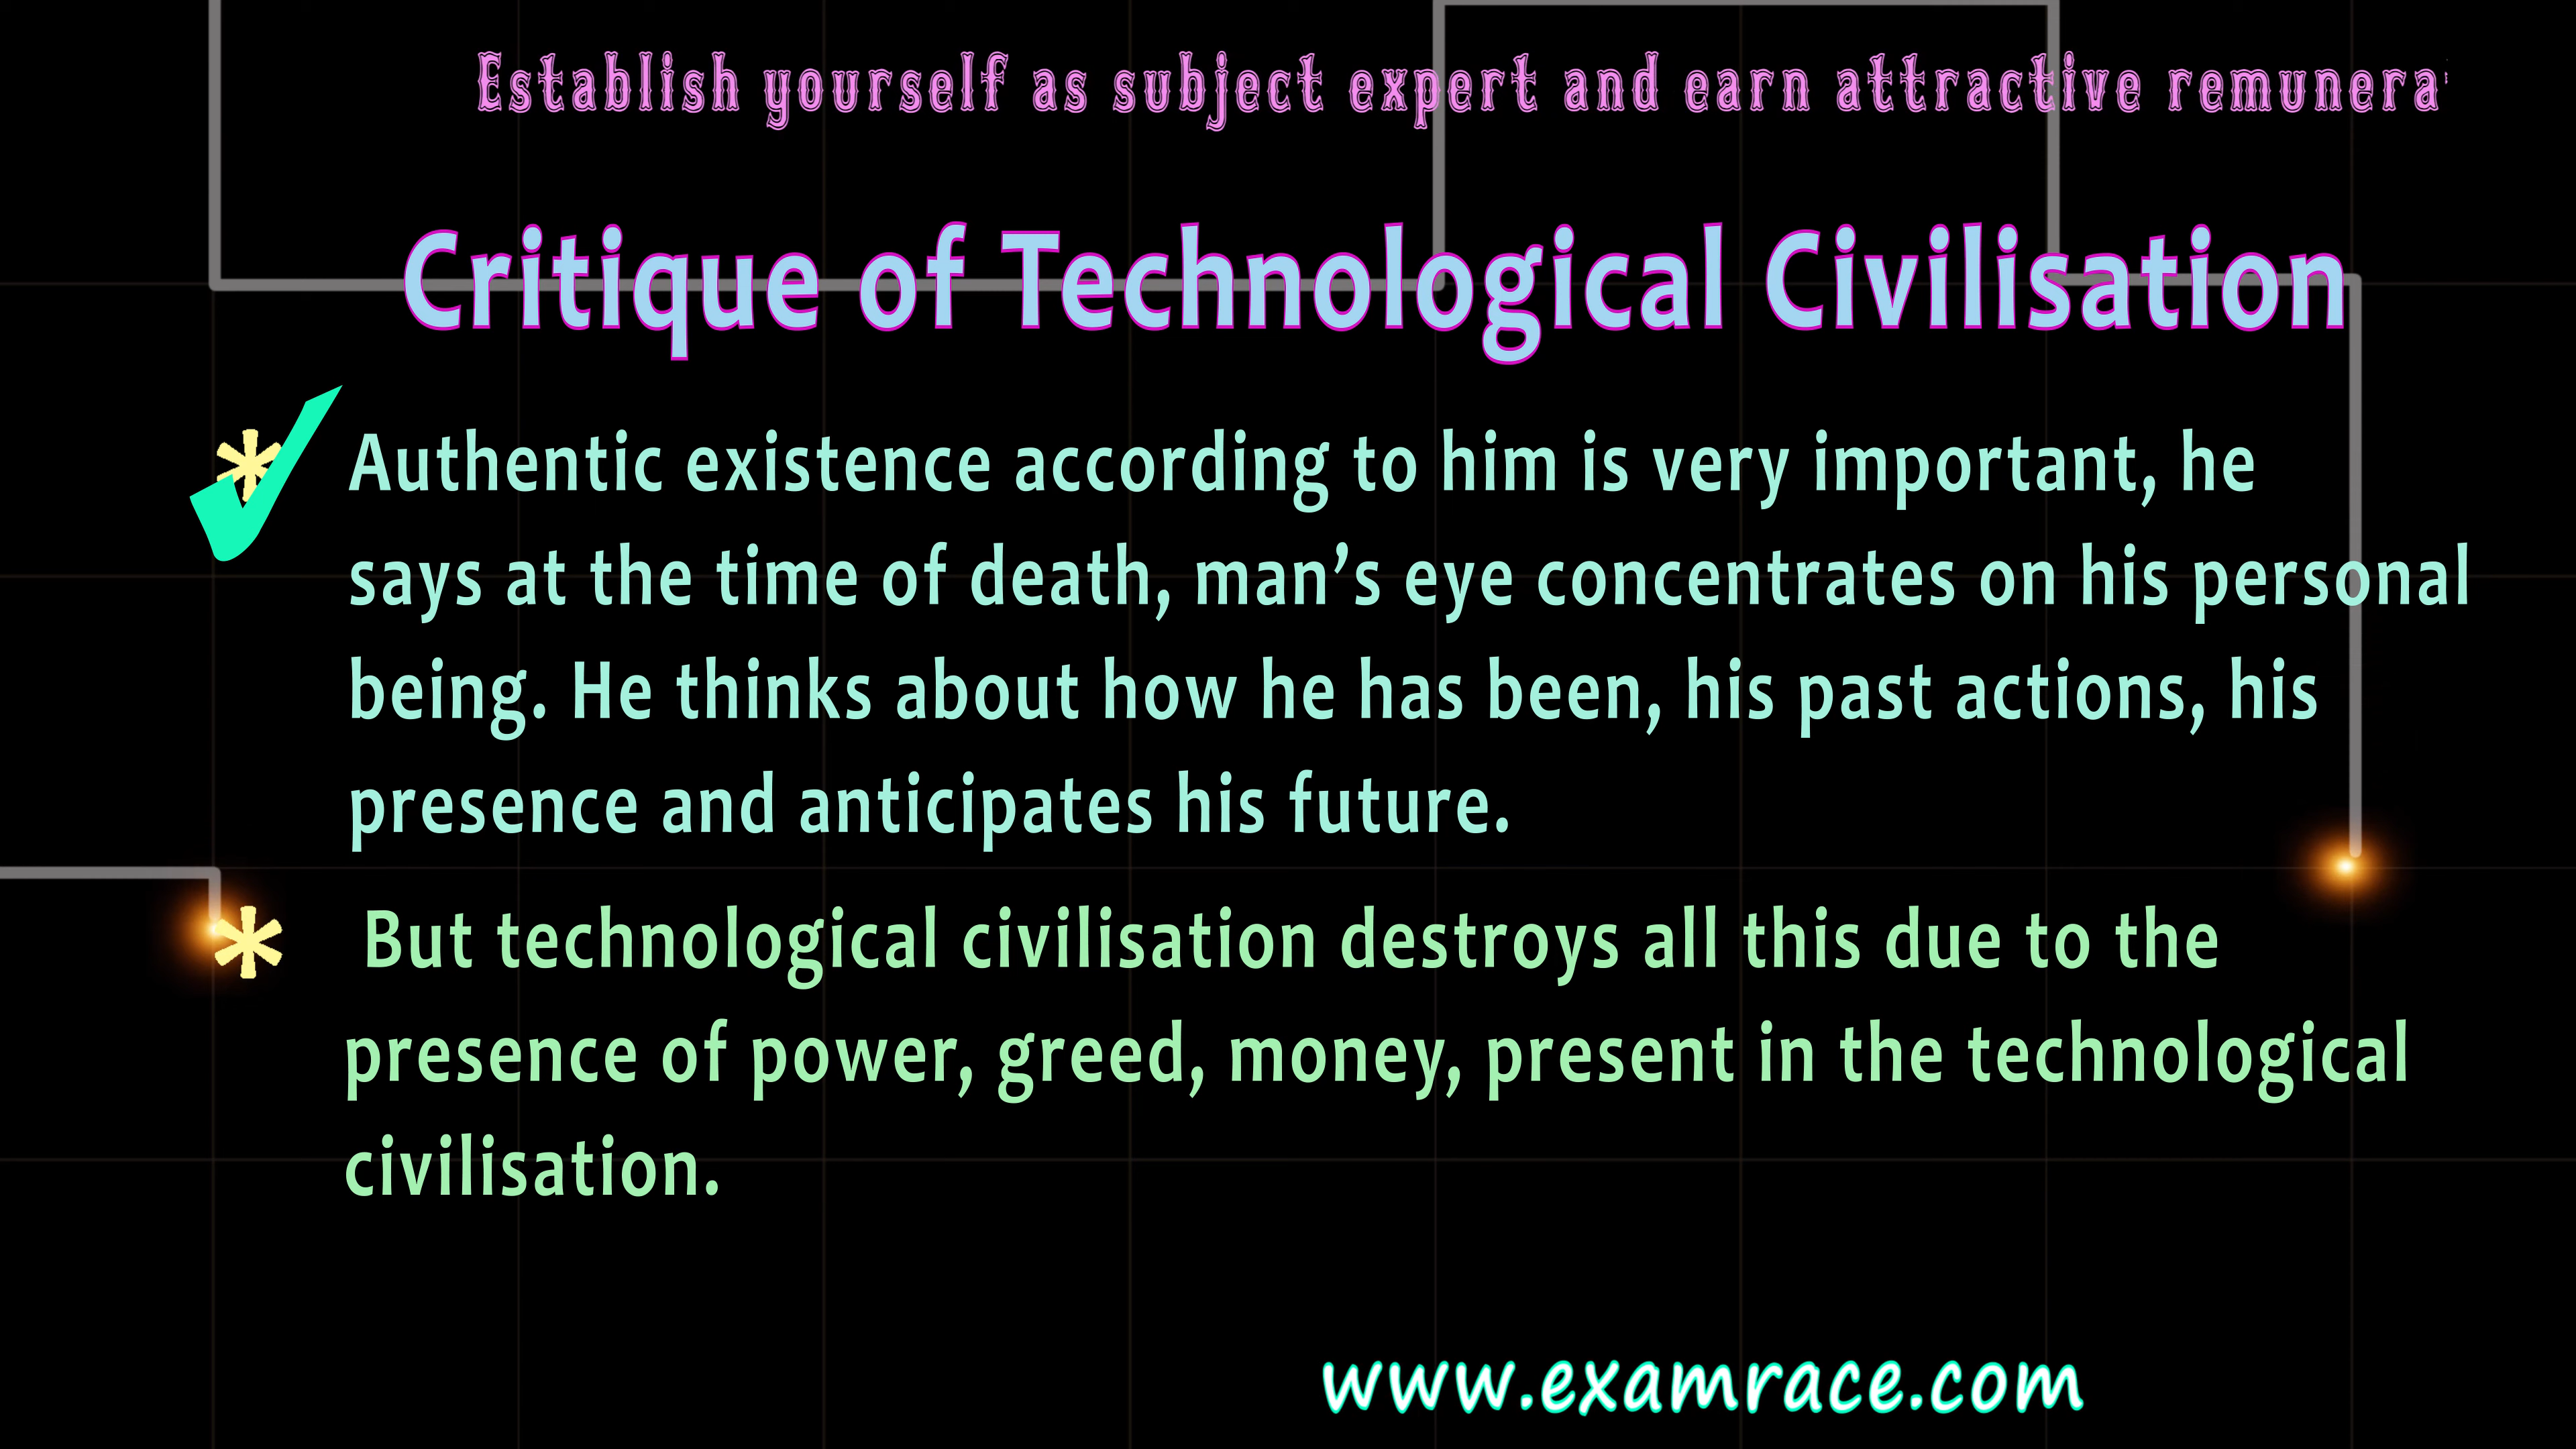 Establish yourself as subject expert and earn attractive
Critique of Technological Civilisation
Authentic existence according to him is very important, he
says at the time of death, man’s eye concentrates on his personal
being. He thinks about how he has been, his past actions, his
presence and anticipates his future.
But technological civilisation destroys all this due to the
presence of power, greed, money, present in the technological
civilisation.
www.examrace.com